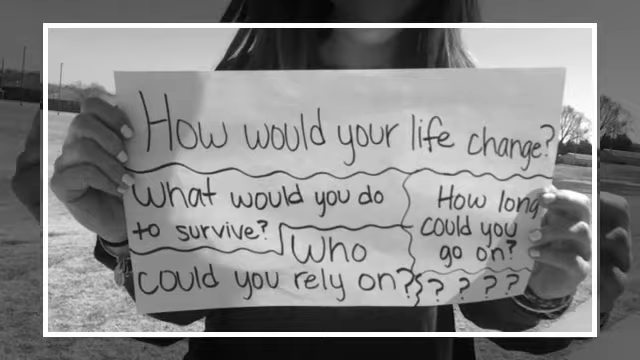 How would your life change?
What would you do
to survive?
How long
could you
go on?
Who
could you rely on?
? ? ? ?